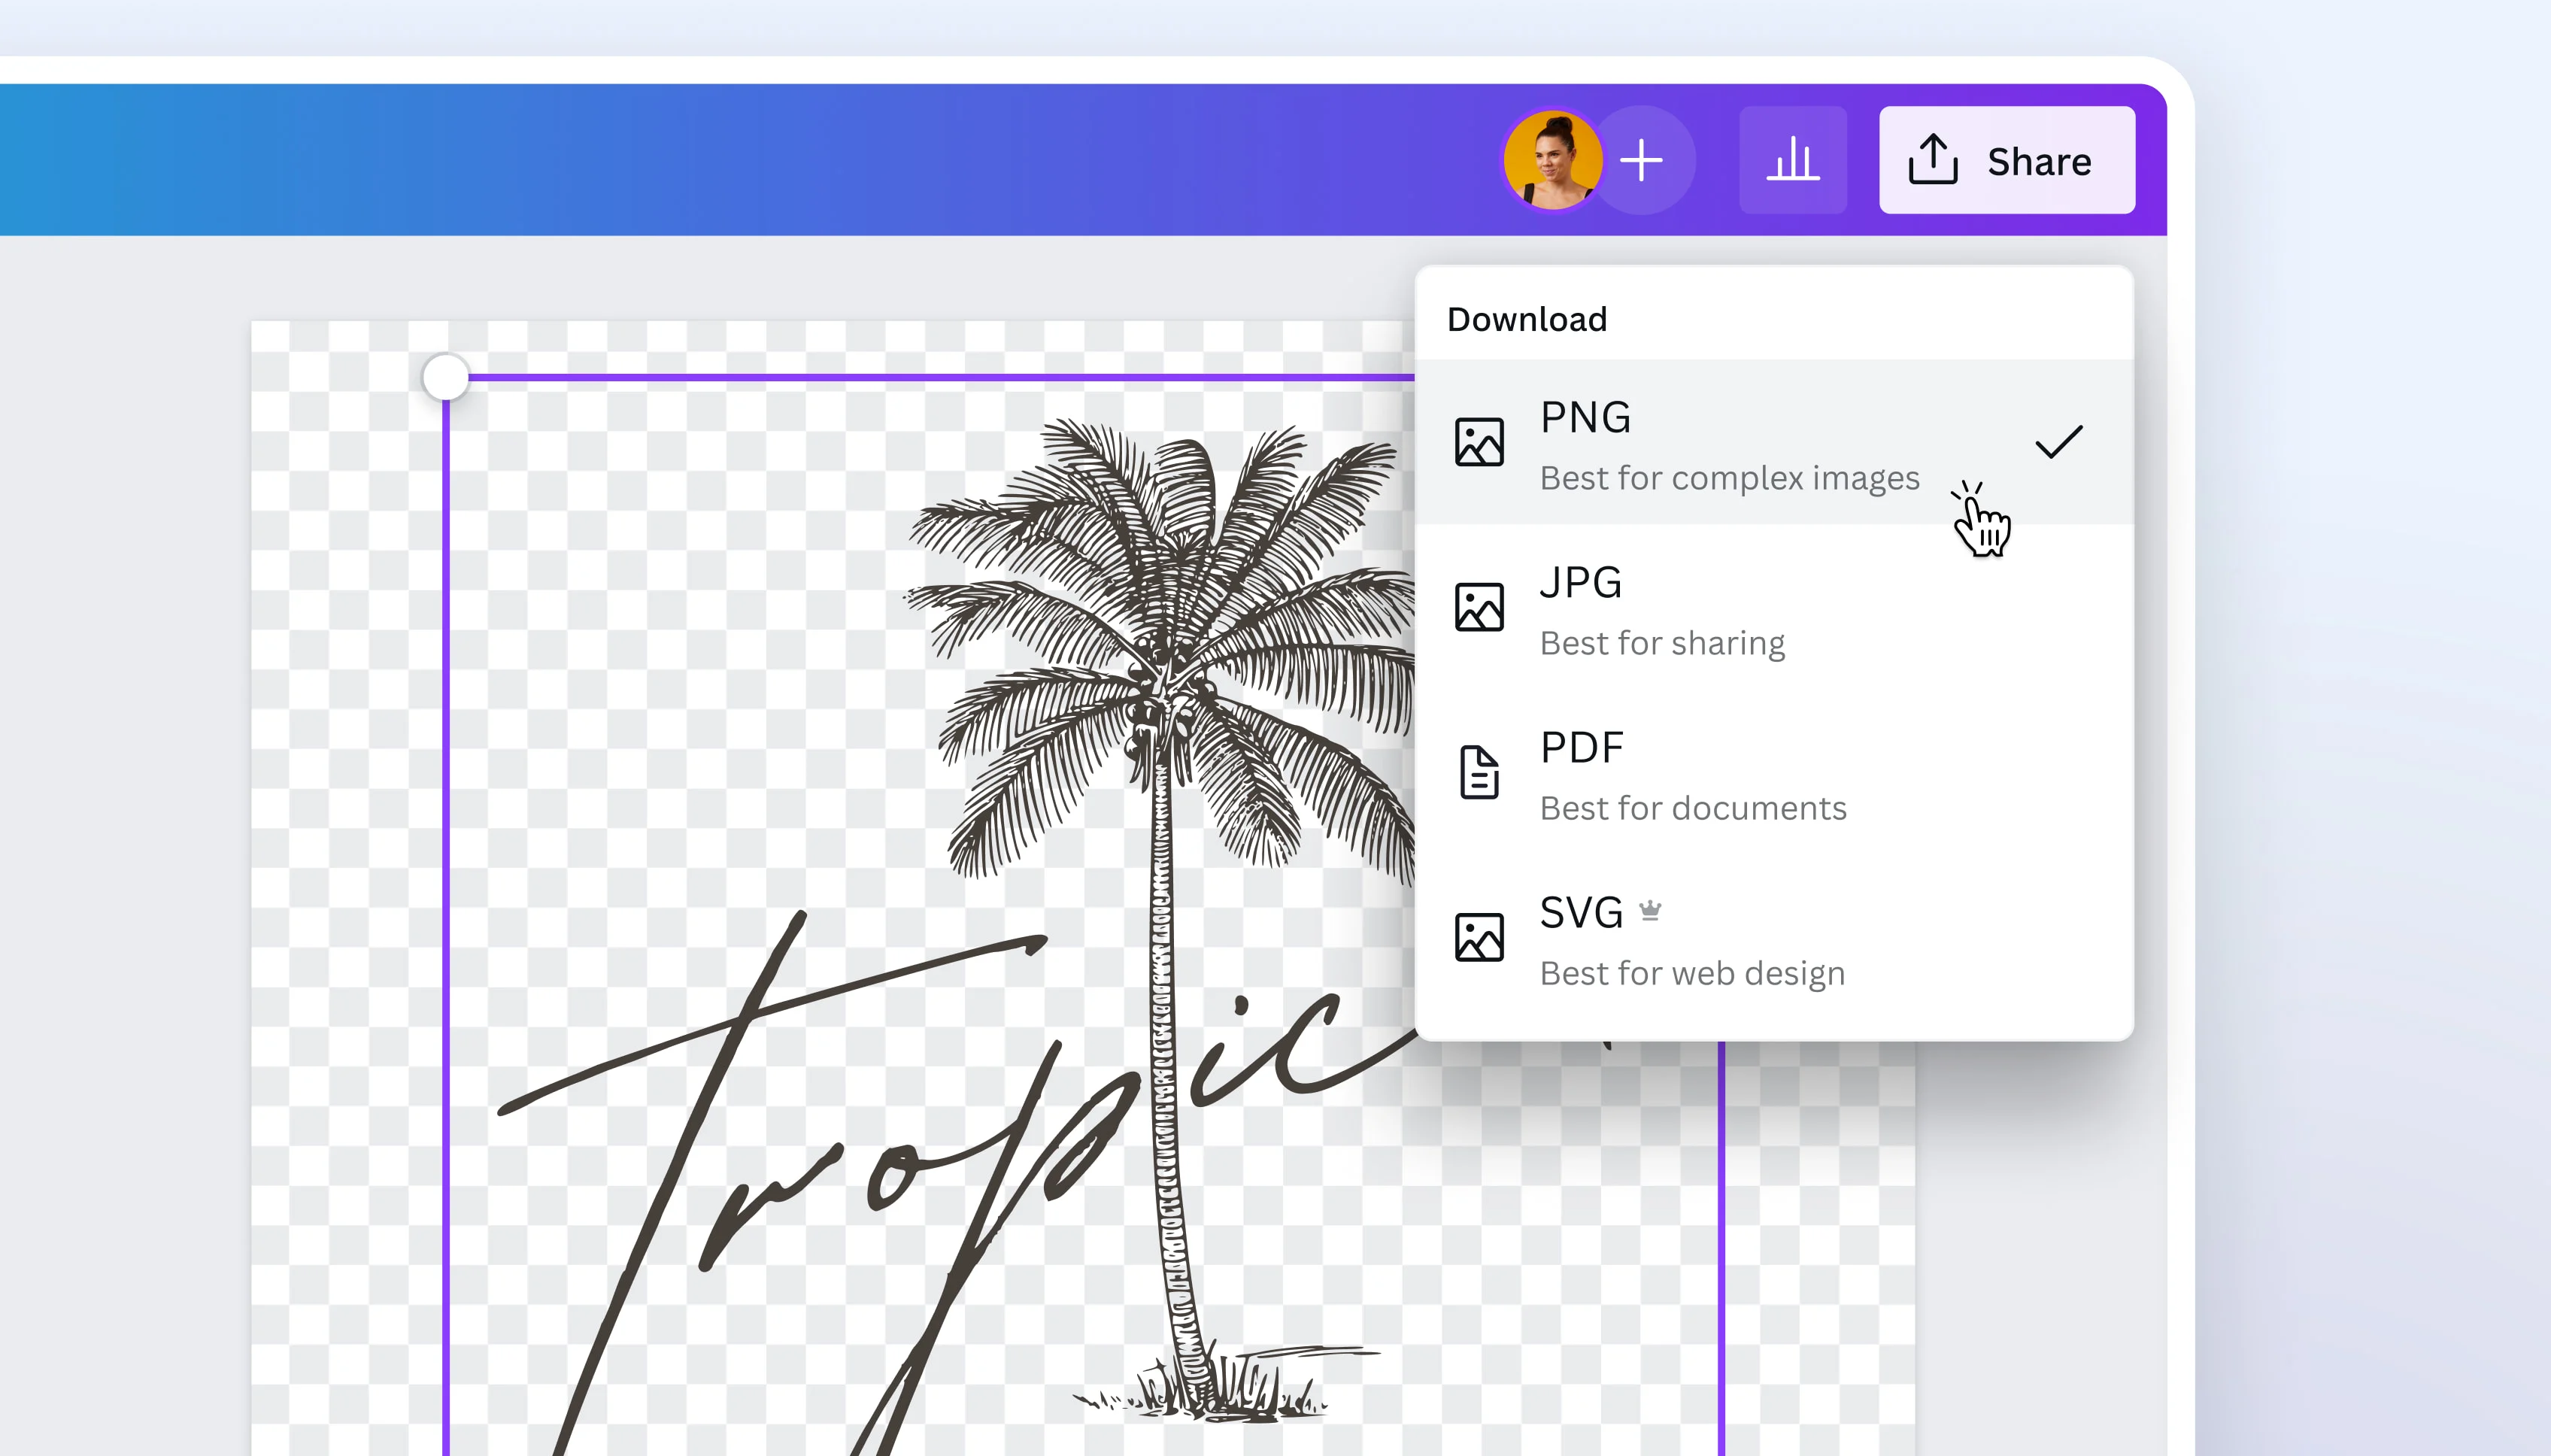 Share
Download
PNG
Best for complex images
JPG
Best for sharing
PDF
Best for documents
SVG
Best for web design
Tropic